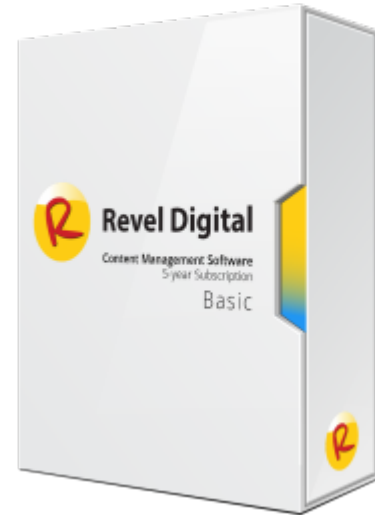 R
Revel Digital
Content Management Software
5-year Subscription
Basic
R